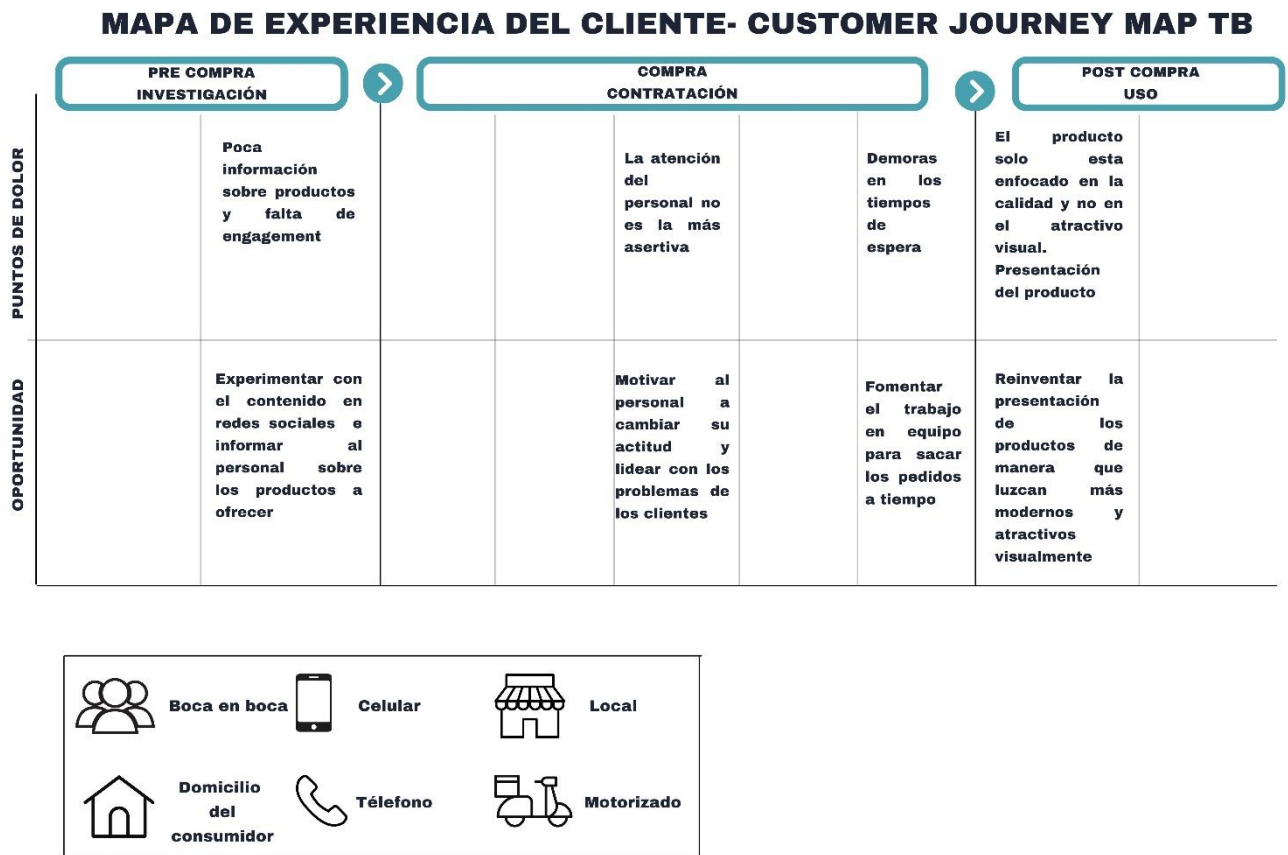 MAPA DE EXPERIENCIA DEL CLIENTE- CUSTOMER JOURNEY MAP TB
PRE COMPRA
INVESTIGACIÓN
COMPRA
CONTRATACIÓN
POST COMPRA
USO
PUNTOS DE DOLOR
Poca
información
sobre productos
y falta de
engagement
La atención
del
personal no
es la más
asertiva
Demoras
en los
tiempos
de
espera
El producto
solo esta
enfocado en la
calidad y no en
el atractivo
visual.
Presentación
del producto
OPORTUNIDAD
Experimentar con
el contenido en
redes sociales e
informar al
personal sobre
los productos a
ofrecer
Motivar al
personal a
cambiar su
actitud y
lidear con los
problemas de
los clientes
Fomentar
el trabajo
en equipo
para sacar
los pedidos
a tiempo
Reinventar la
presentación
de los
productos de
manera que
luzcan más
modernos y
atractivos
visualmente
Boca en boca
Celular
Local
Domicilio
del
consumidor
Télefono
Motorizado